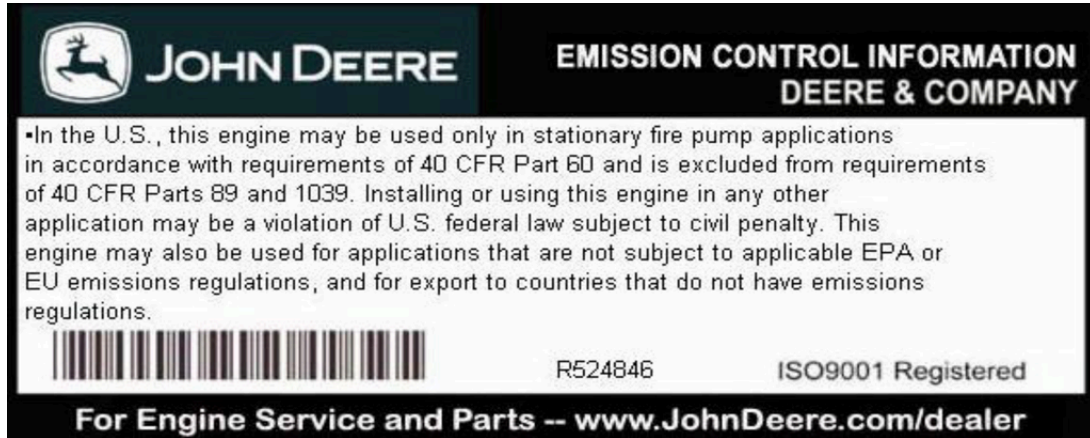 JOHN DEERE
EMISSION CONTROL INFORMATION
DEERE & COMPANY
▪In the U.S., this engine may be used only in stationary fire pump applications
in accordance with requirements of 40 CFR Part 60 and is excluded from requirements
of 40 CFR Parts 89 and 1039. Installing or using this engine in any other
application may be a violation of U.S. federal law subject to civil penalty. This
engine may also be used for applications that are not subject to applicable EPA or
EU emissions regulations, and for export to countries that do not have emissions
regulations.
R524846
ISO9001 Registered
For Engine Service and Parts -- www.JohnDeere.com/dealer